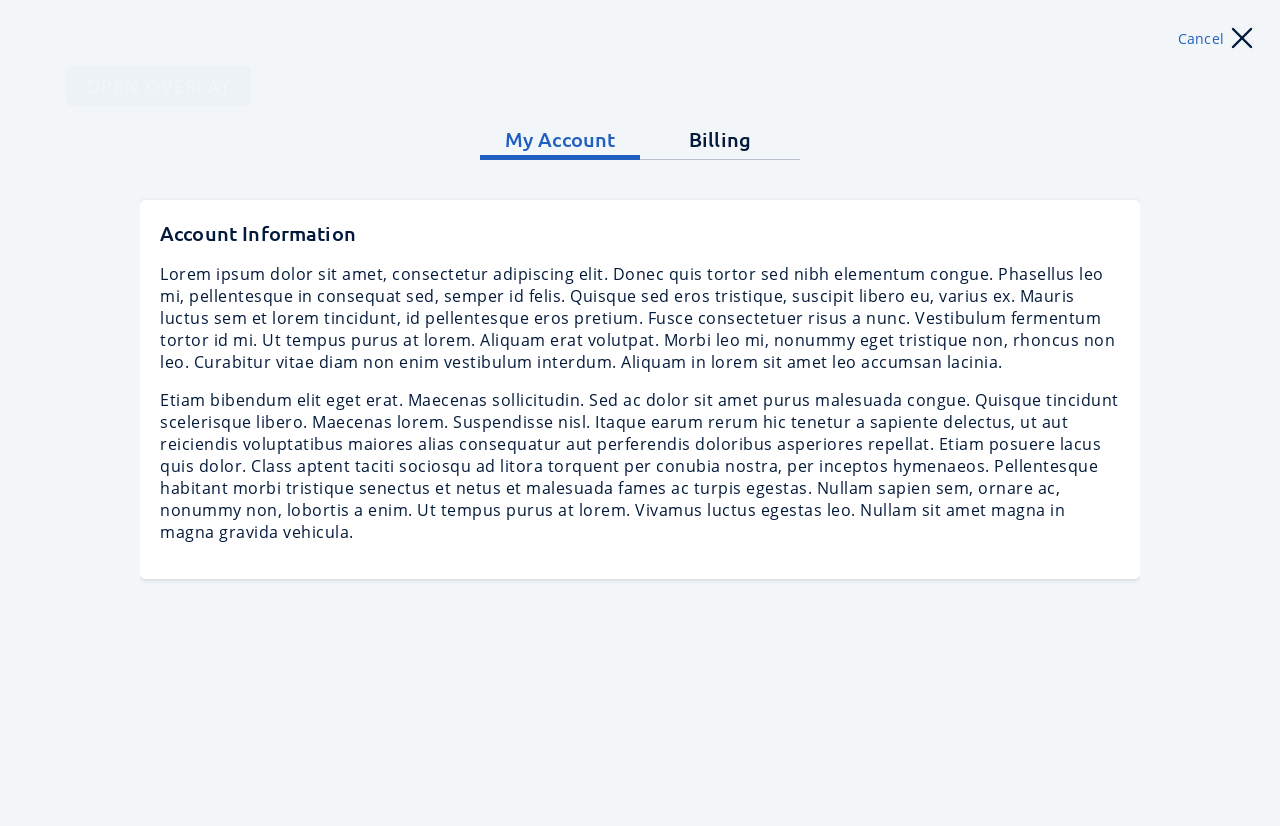 Cancel
OPEN OVERLAY
My Account Billing
Account Information
Lorem ipsum dolor sit amet, consectetur adipiscing elit. Donec quis tortor sed nibh elementum congue. Phasellus leo
mi, pellentesque in consequat sed, semper id felis. Quisque sed eros tristique, suscipit libero eu, varius ex. Mauris
luctus sem et lorem tincidunt, id pellentesque eros pretium. Fusce consectetuer risus a nunc. Vestibulum fermentum
tortor id mi. Ut tempus purus at lorem. Aliquam erat volutpat. Morbi leo mi, nonummy eget tristique non, rhoncus non
leo. Curabitur vitae diam non enim vestibulum interdum. Aliquam in lorem sit amet leo accumsan lacinia.
Etiam bibendum elit eget erat. Maecenas sollicitudin. Sed ac dolor sit amet purus malesuada congue. Quisque tincidunt
scelerisque libero. Maecenas lorem. Suspendisse nisl. Itaque earum rerum hic tenetur a sapiente delectus, ut aut
reiciendis voluptatibus maiores alias consequatur aut perferendis doloribus asperiores repellat. Etiam posuere lacus
quis dolor. Class aptent taciti sociosqu ad litora torquent per conubia nostra, per inceptos hymenaeos. Pellentesque
habitant morbi tristique senectus et netus et malesuada fames ac turpis egestas. Nullam sapien sem, ornare ac,
nonummy non, lobortis a enim. Ut tempus purus at lorem. Vivamus luctus egestas leo. Nullam sit amet magna in
magna gravida vehicula.